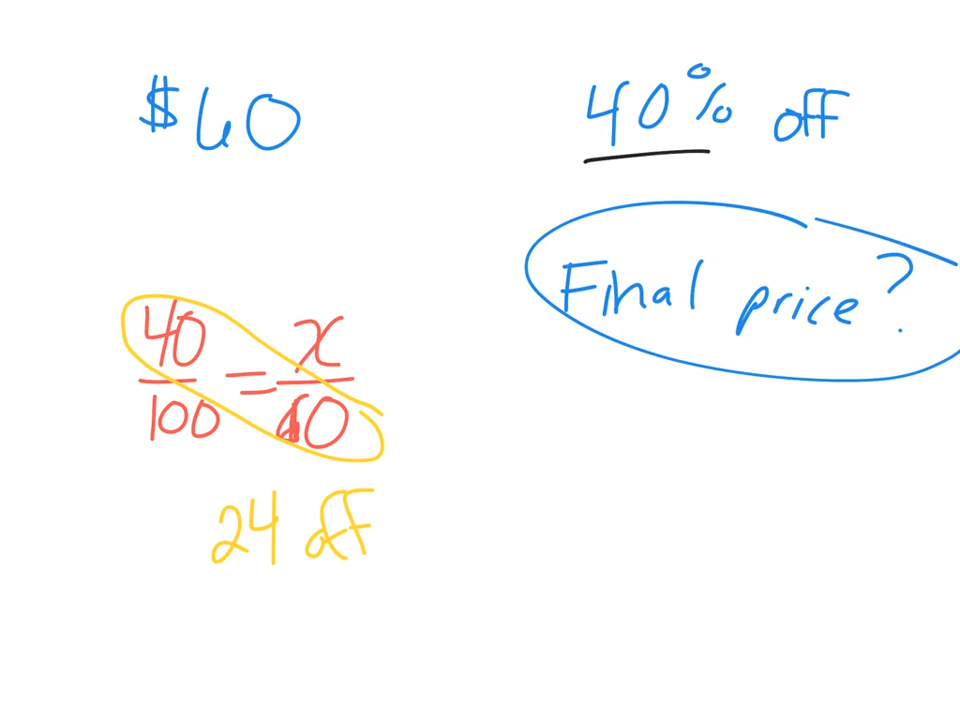 $60
40% off
Final price?
40/100 = x/60
24 off